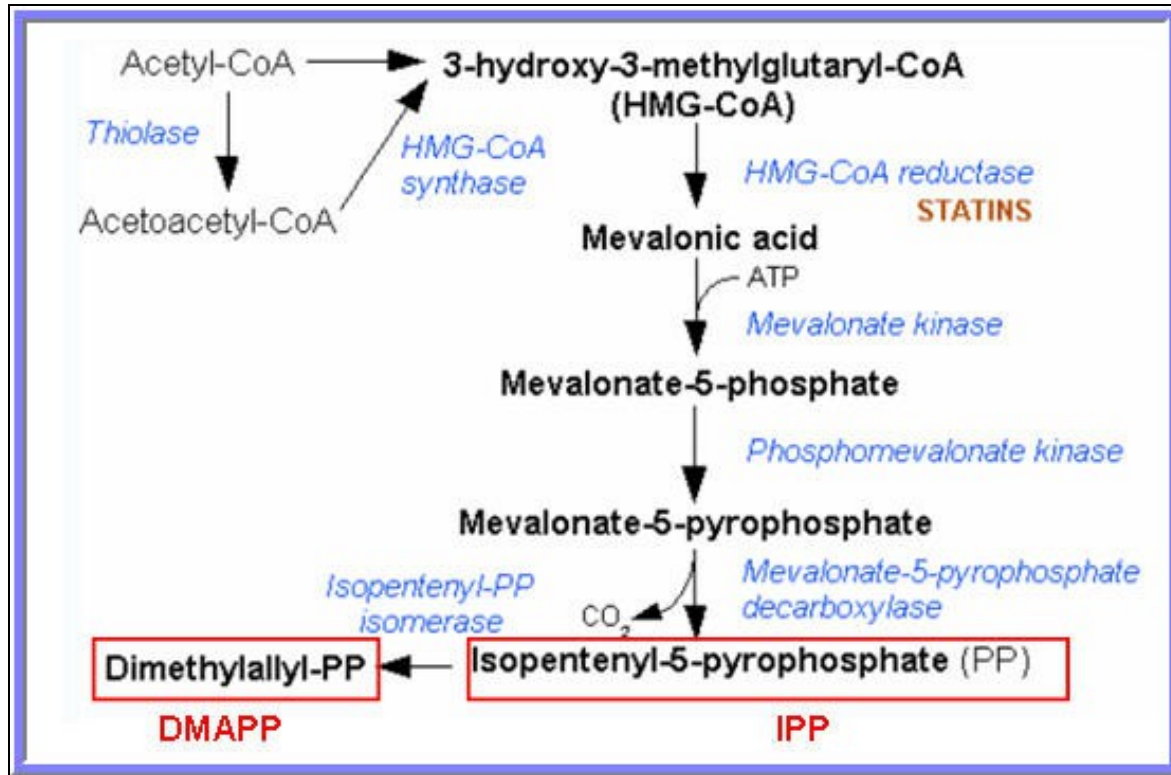 Acetyl-CoA
3-hydroxy-3-methylglutaryl-CoA
(HMG-CoA)
Thiolase
HMG-CoA
synthase
HMG-CoA reductase
STATINS
Acetoacetyl-CoA
Mevalonic acid
ATP
Mevalonate kinase
Mevalonate-5-phosphate
Phosphomevalonate kinase
Mevalonate-5-pyrophosphate
Isopentenyl-PP
isomerase
CO₂
Mevalonate-5-pyrophosphate
decarboxylase
Dimethylallyl-PP
Isopentenyl-5-pyrophosphate (PP)
DMAPP
IPP